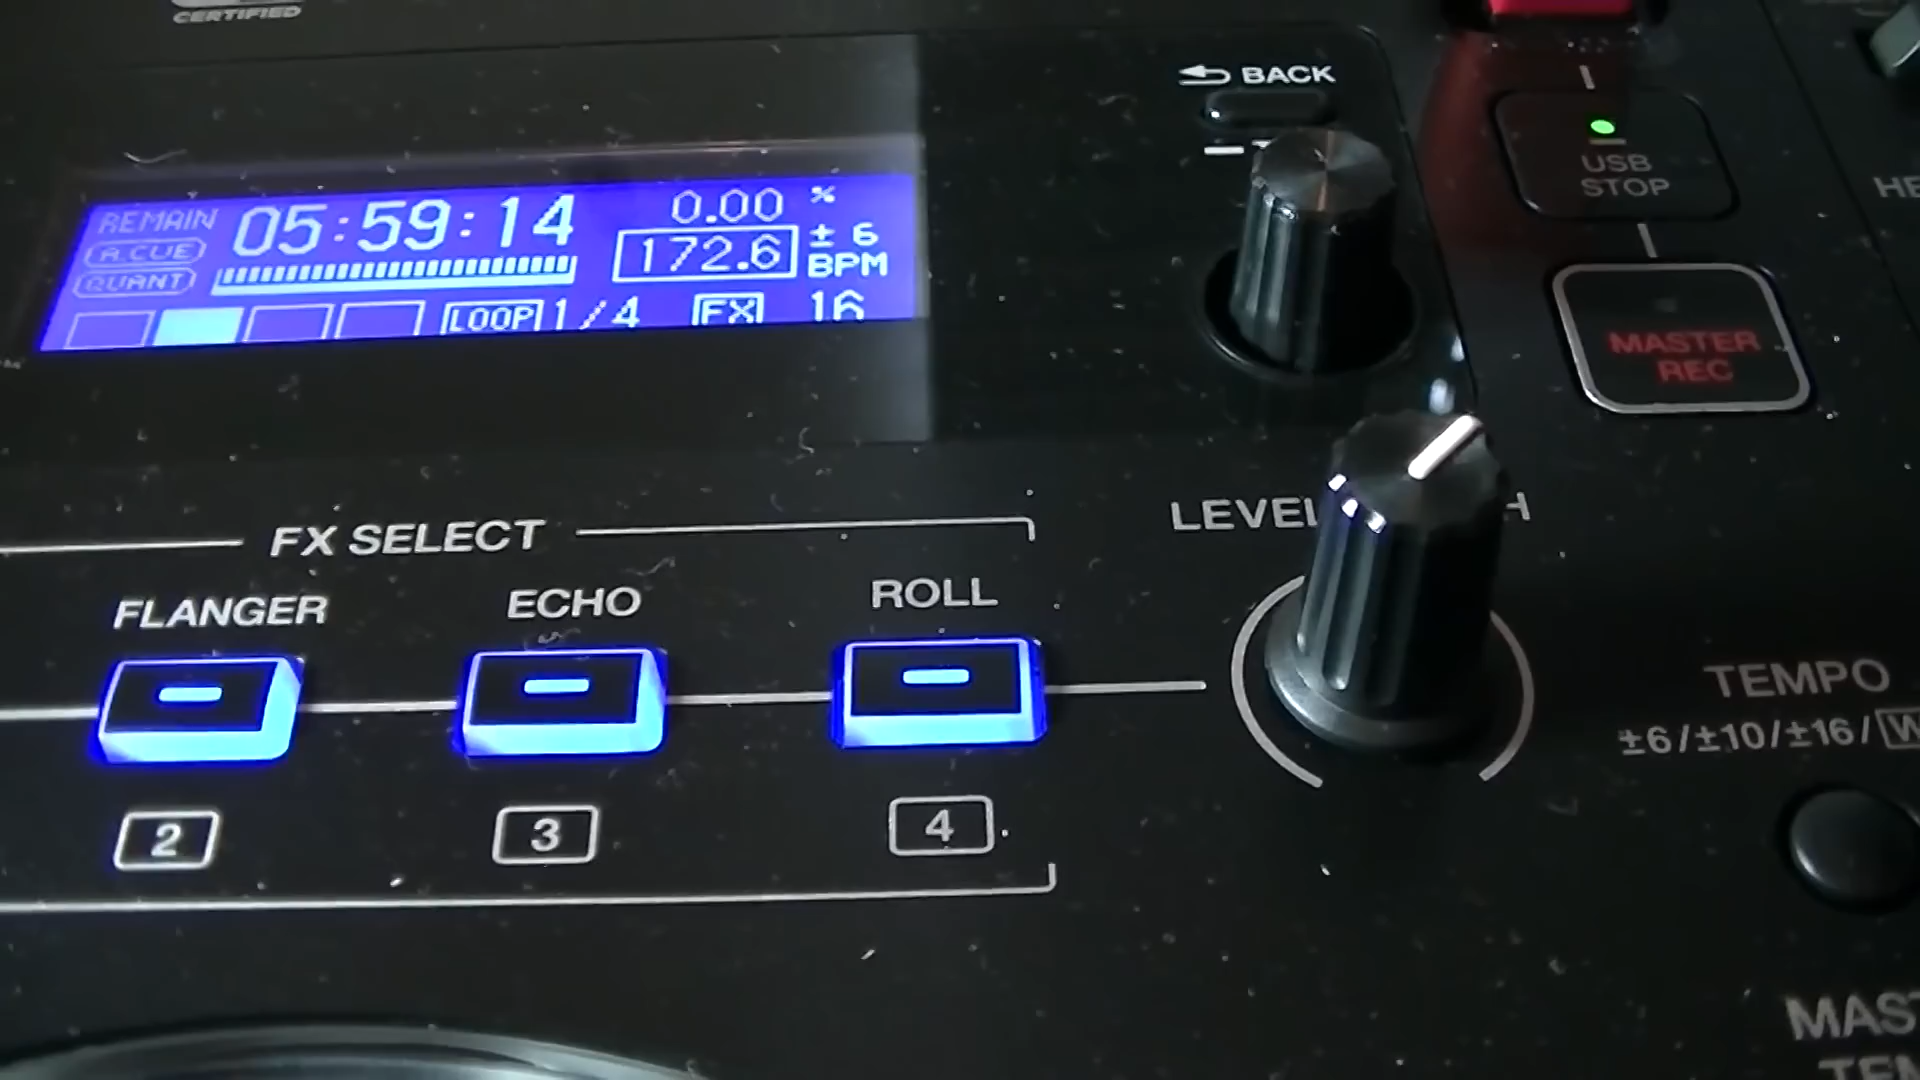 CERTIFIED
BACK
USB
STOP
REMAIN 05:59:14 0.00 %
A.CUE 172.6 ± 6
BPM
QUANT
LOOP 1/4 FX 16
MASTER
REC
LEVEL
FX SELECT
FLANGER ECHO ROLL
TEMPO
±6/±10/±16/W
2 3 4